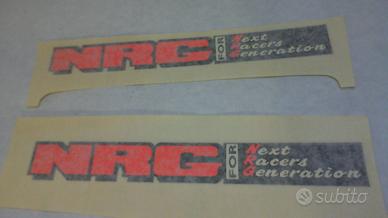 NRG FOR Next
Racers
Generation
NRG FOR Next
Racers
Generation
subito